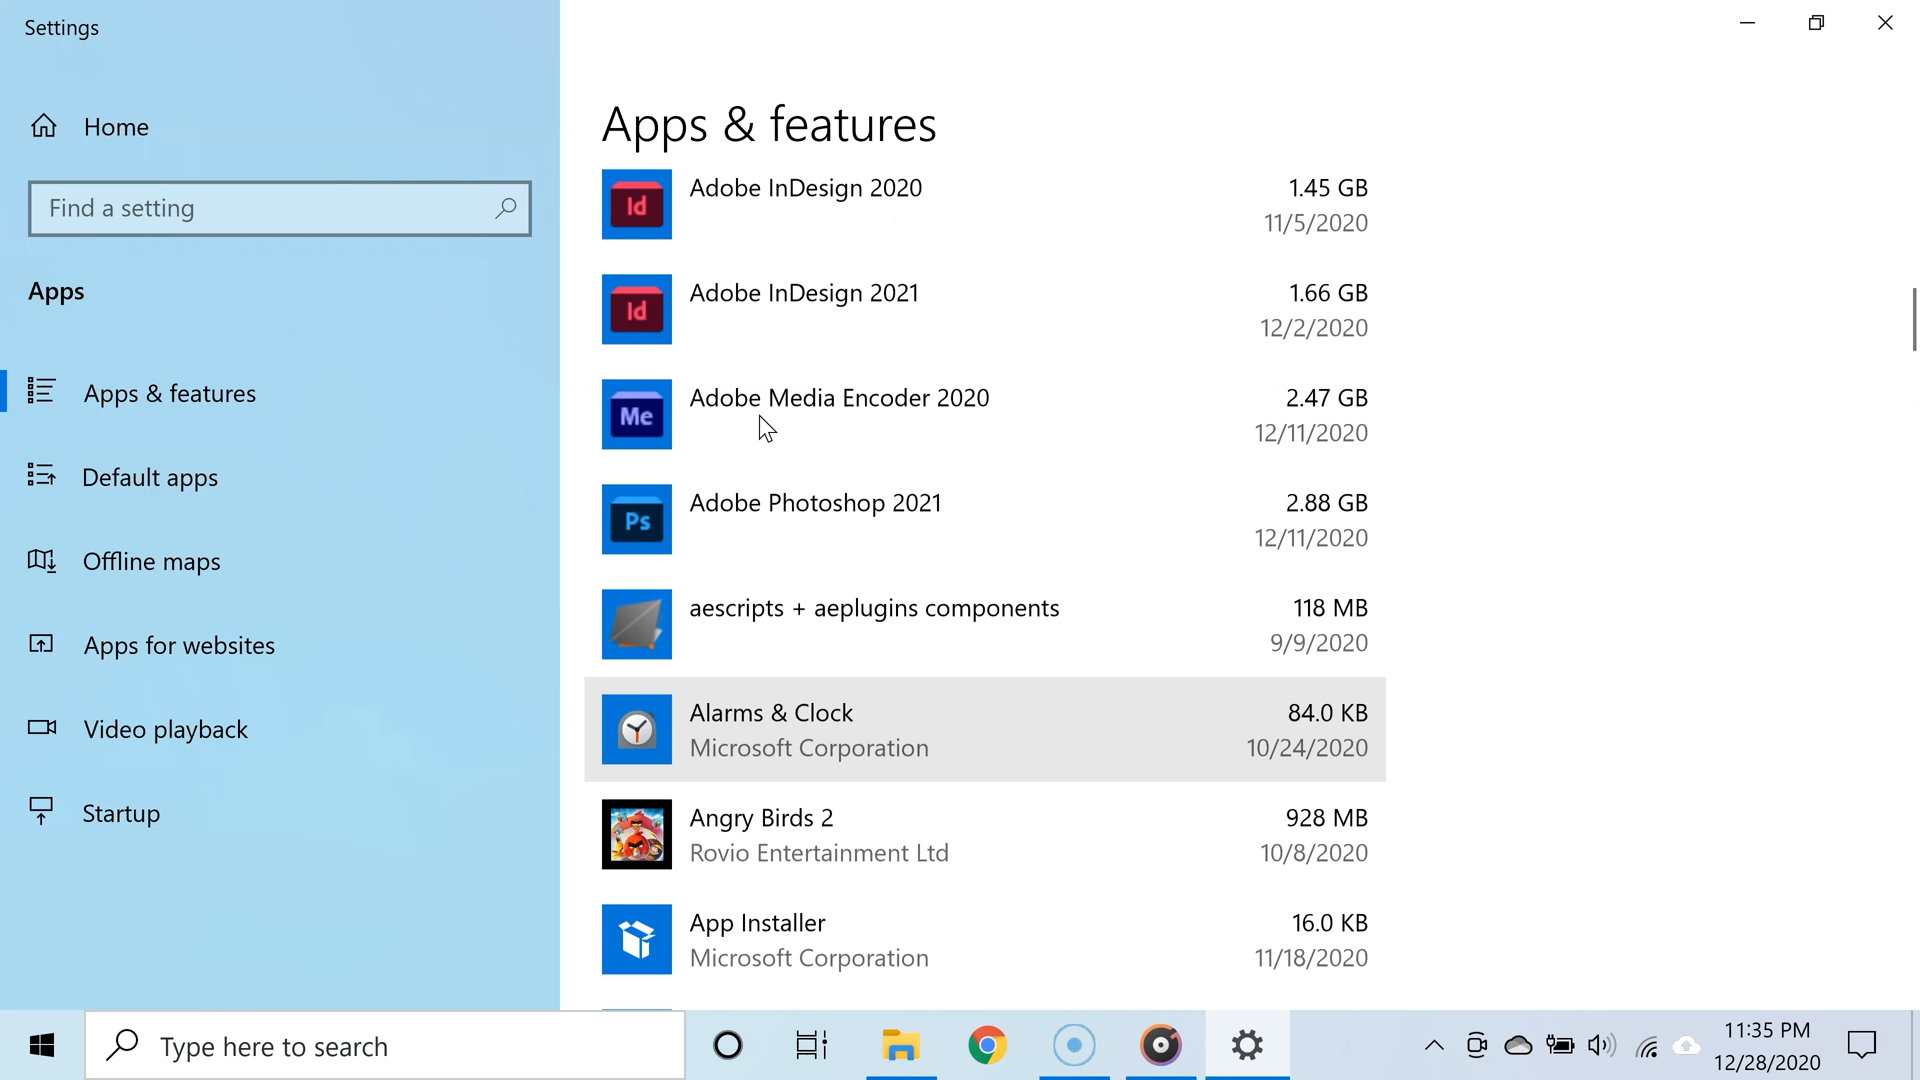 Settings
Home
Find a setting
Apps
Apps & features
Default apps
Offline maps
Apps for websites
Video playback
Startup
Apps & features
Id
Adobe InDesign 2020
1.45 GB
11/5/2020
Id
Adobe InDesign 2021
1.66 GB
12/2/2020
Me
Adobe Media Encoder 2020
2.47 GB
12/11/2020
Ps
Adobe Photoshop 2021
2.88 GB
12/11/2020
aescripts + aeplugins components
118 MB
9/9/2020
Alarms & Clock
84.0 KB
Microsoft Corporation
10/24/2020
Angry Birds 2
928 MB
Rovio Entertainment Ltd
10/8/2020
App Installer
16.0 KB
Microsoft Corporation
11/18/2020
Type here to search
11:35 PM
12/28/2020